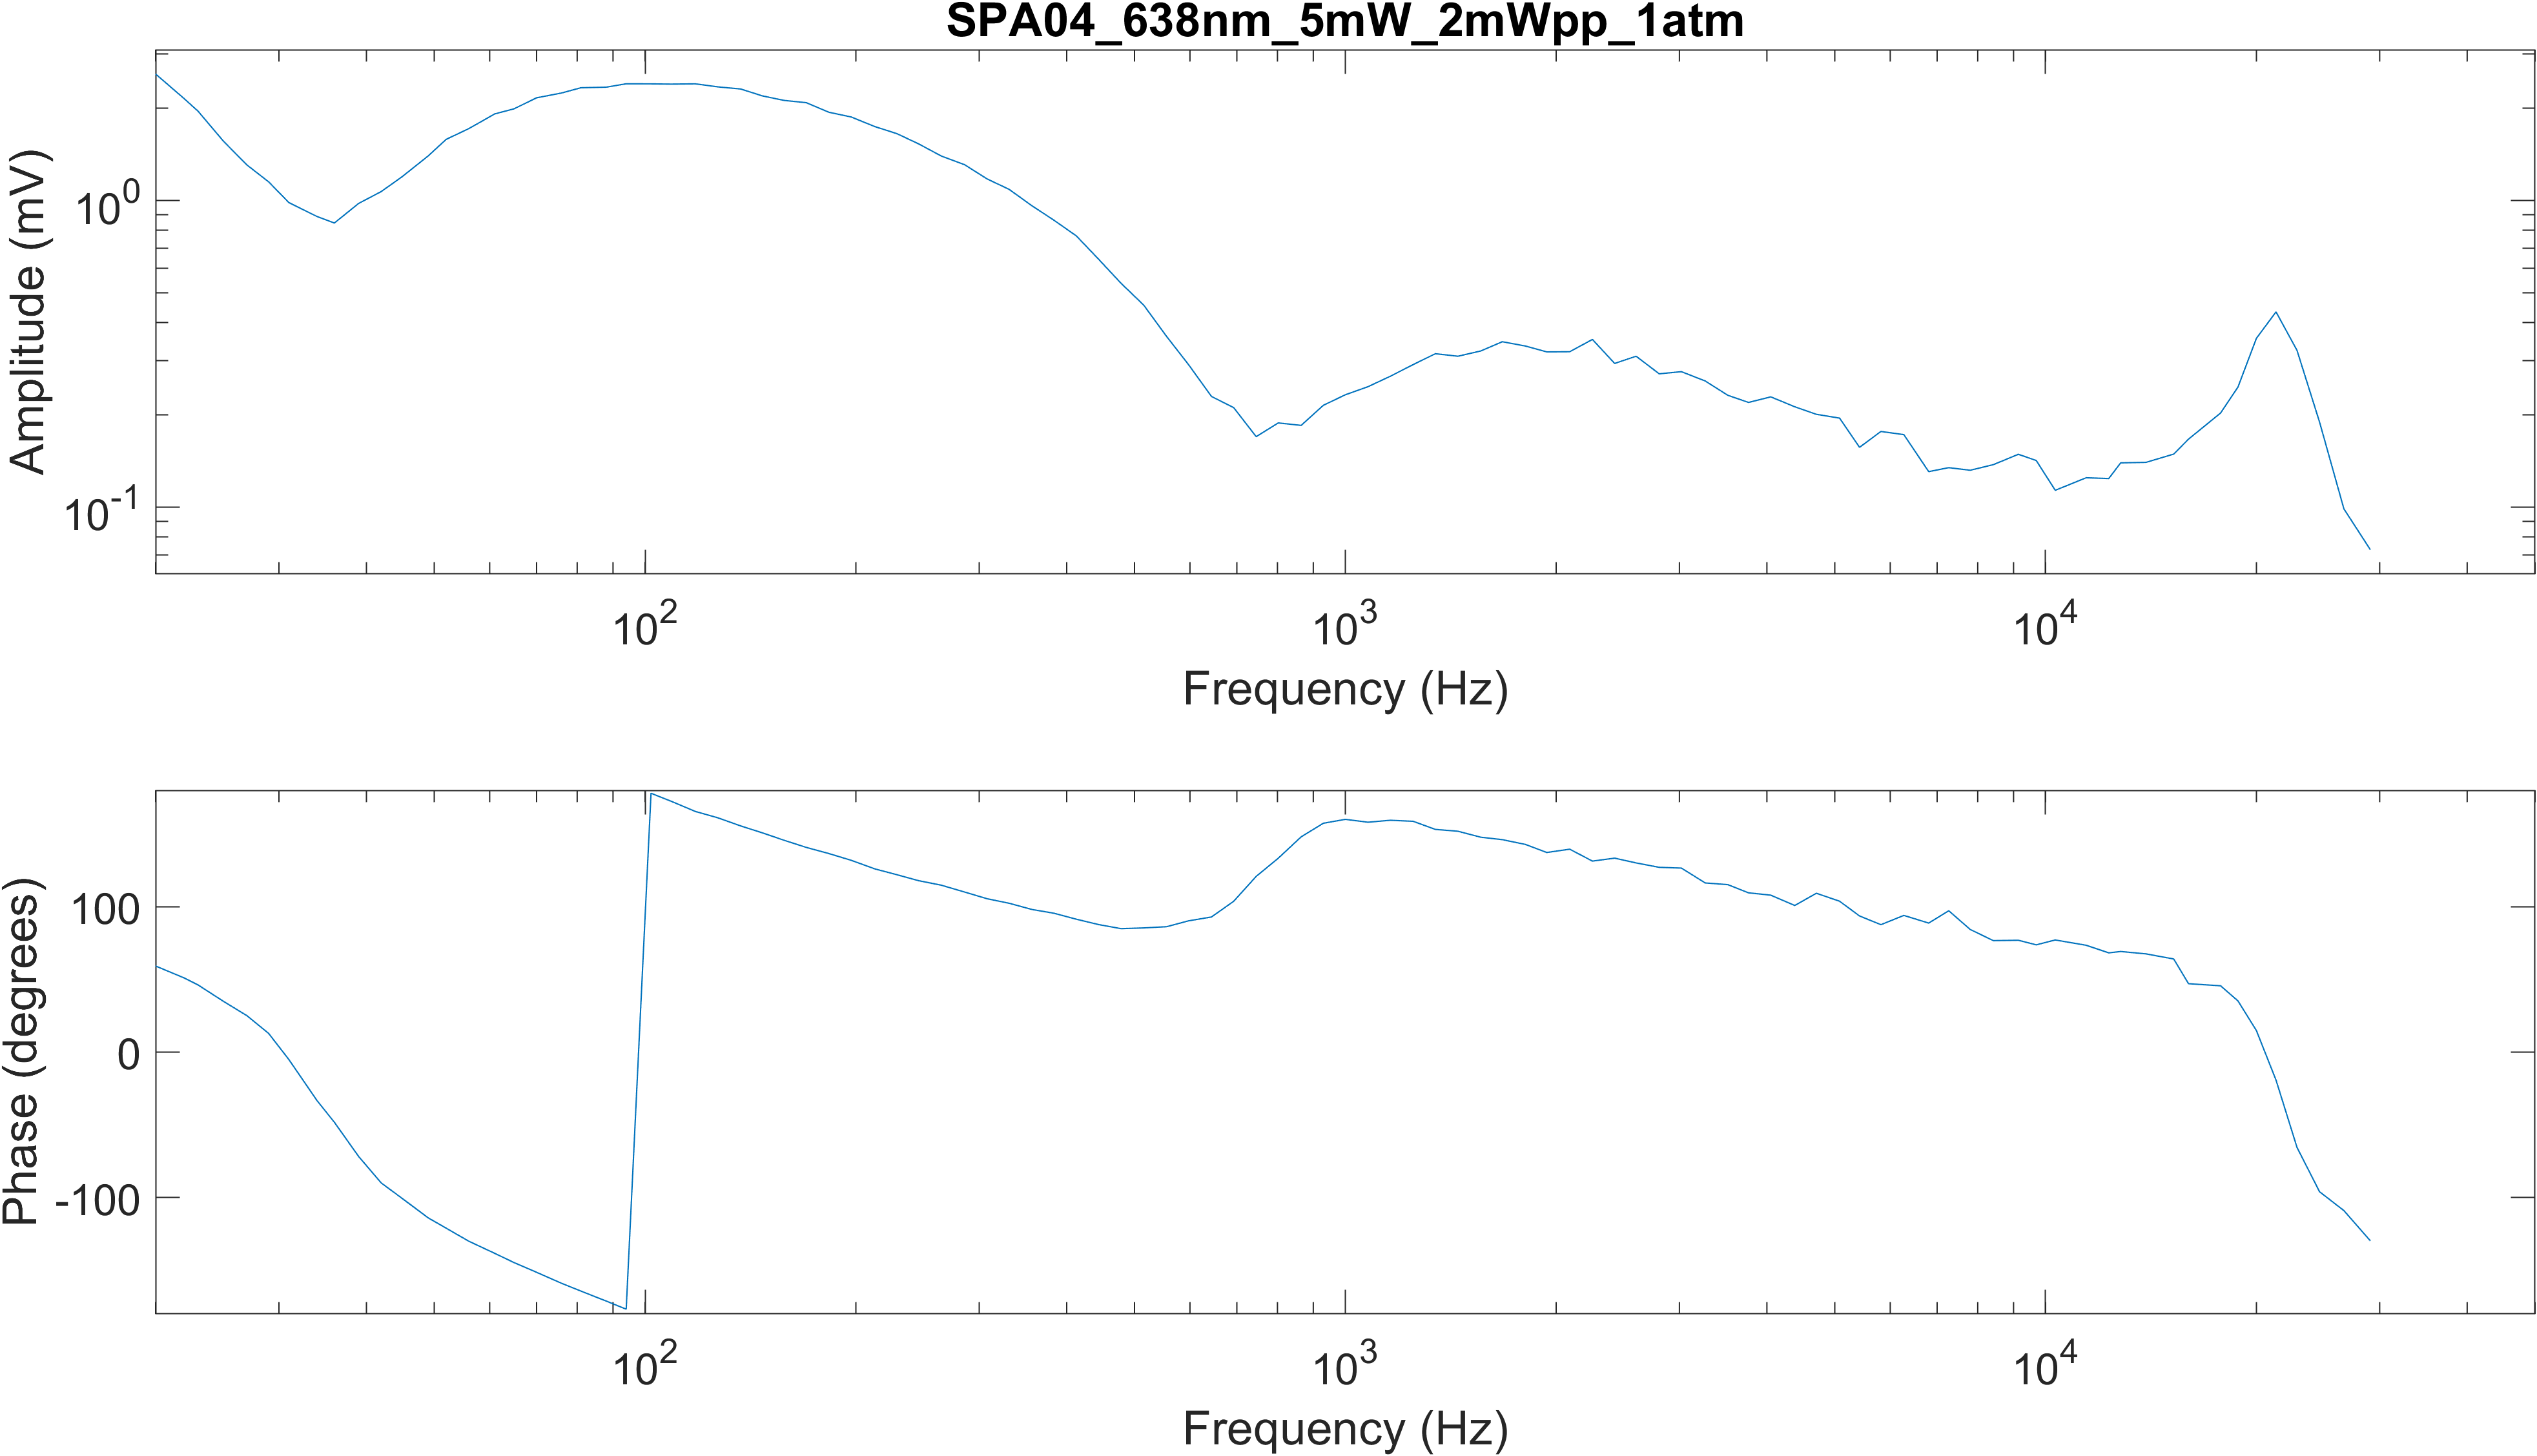 SPA04_638nm_5mW_2mWpp_1atm
Amplitude (mV)
10^0
10^-1
10^2
10^3
10^4
Frequency (Hz)
Phase (degrees)
100
0
-100
10^2
10^3
10^4
Frequency (Hz)